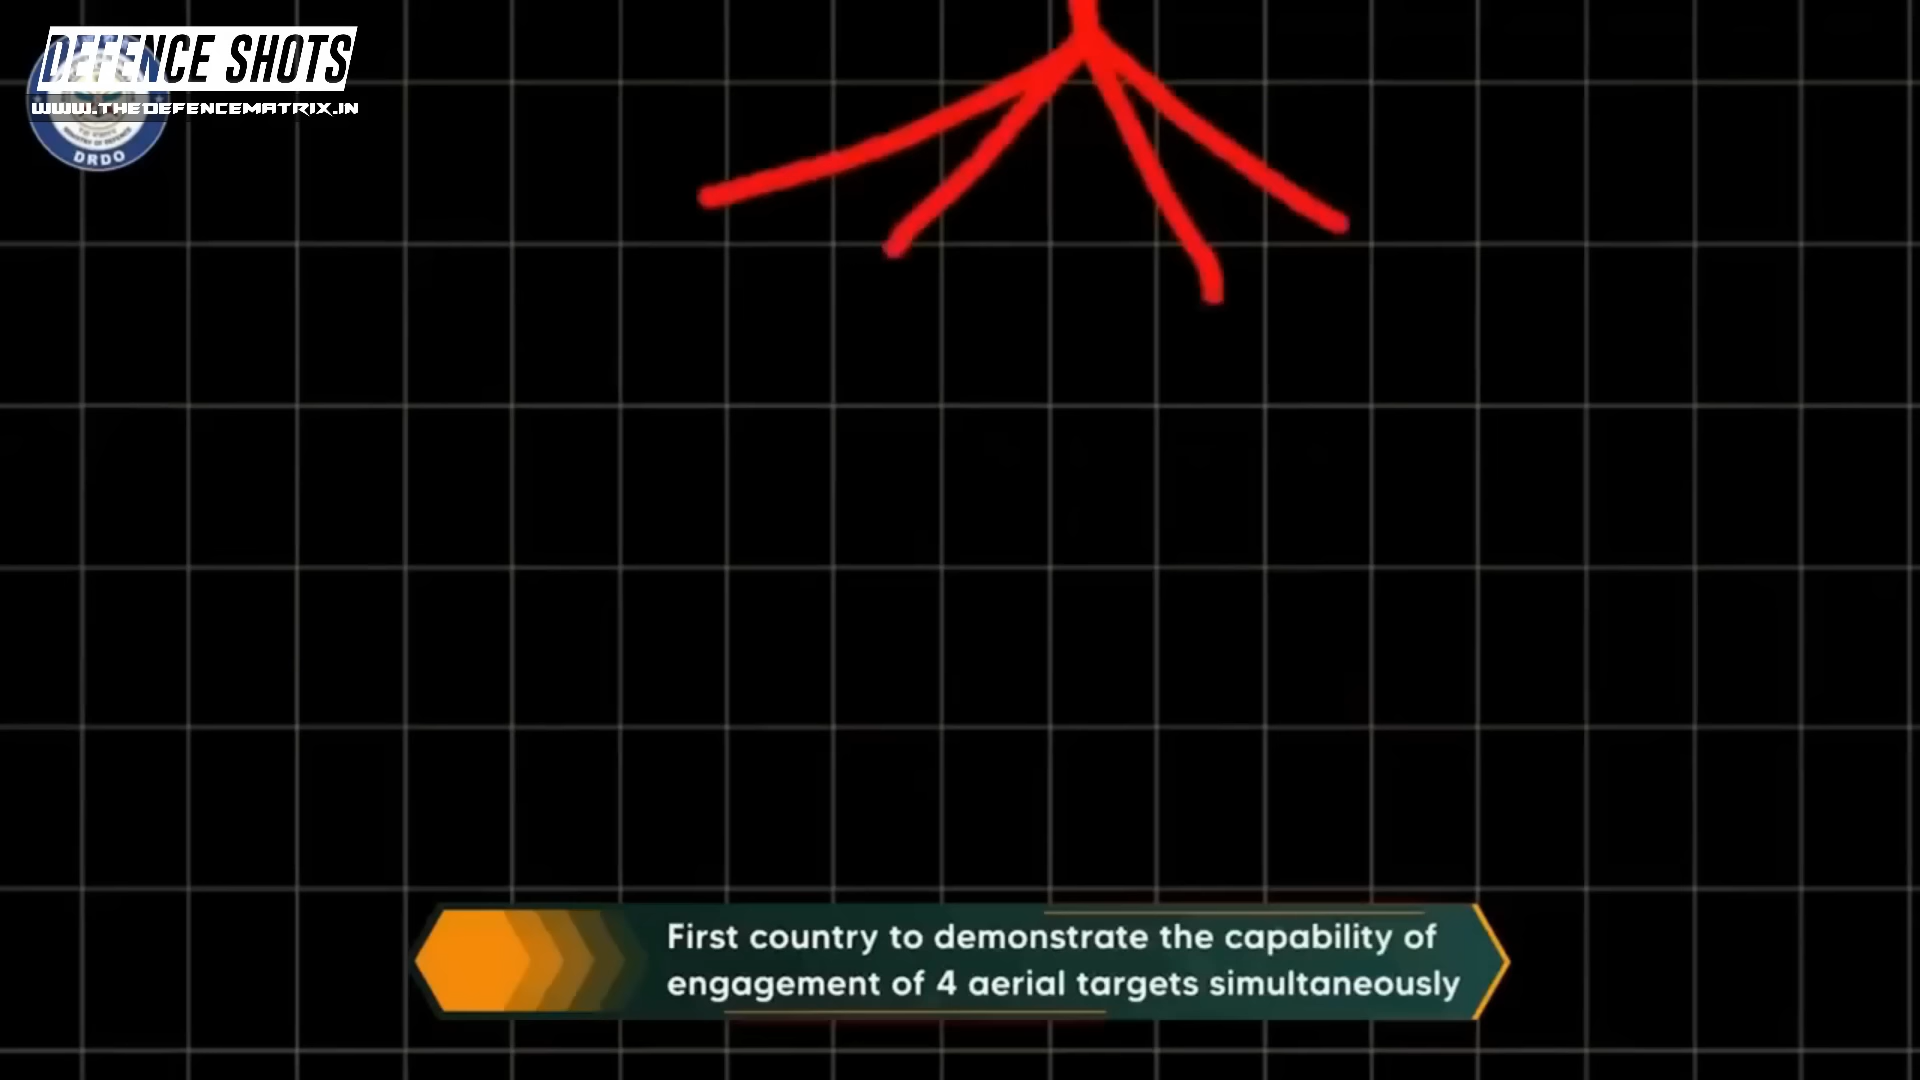 DEFENCE SHOTS
WWW.THEDEFENCEMATRIX.IN
DRDO
First country to demonstrate the capability of
engagement of 4 aerial targets simultaneously